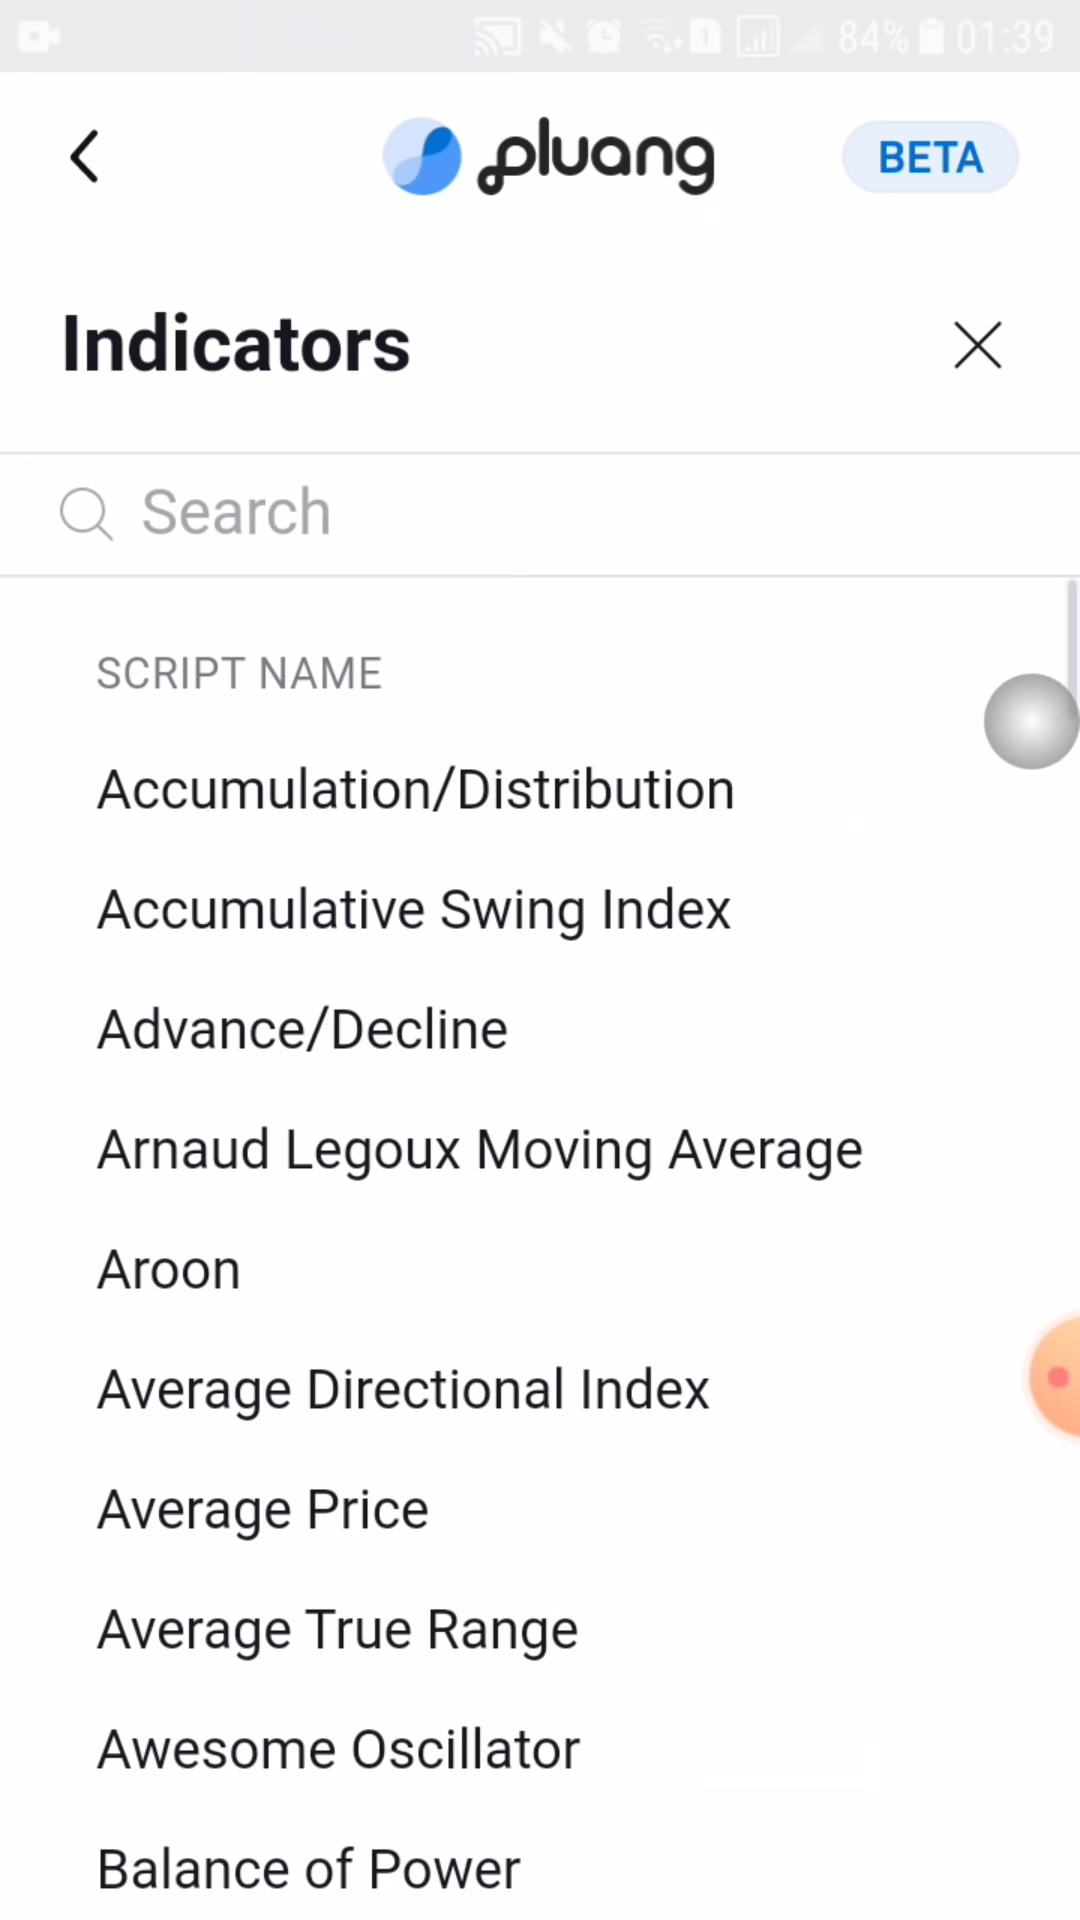 1 84% 01:39
pluang BETA
Indicators
Search
SCRIPT NAME
Accumulation/Distribution
Accumulative Swing Index
Advance/Decline
Arnaud Legoux Moving Average
Aroon
Average Directional Index
Average Price
Average True Range
Awesome Oscillator
Balance of Power